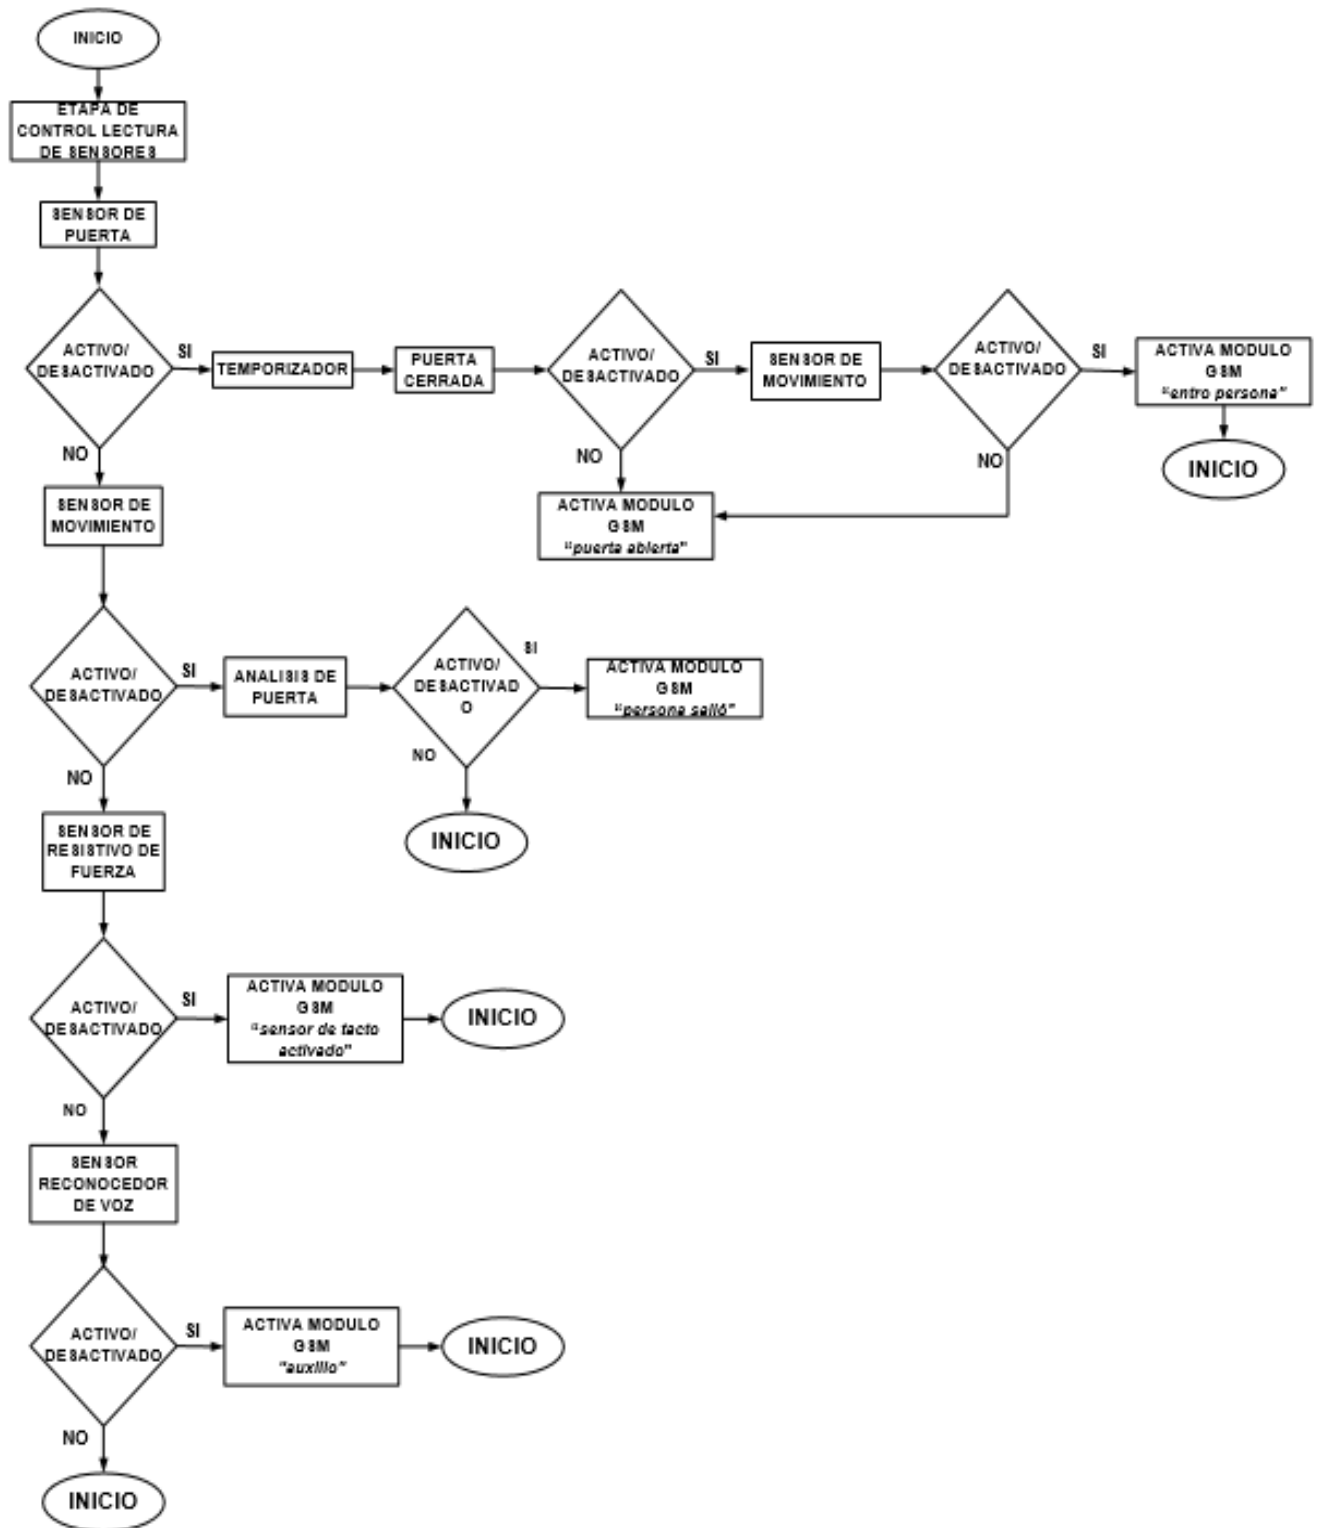 INICIO
ETAPA DE
CONTROL LECTURA
DE SENSORES
SENSOR DE
PUERTA
ACTIVO/
DESACTIVADO
SI
TEMPORIZADOR
PUERTA
CERRADA
ACTIVO/
DESACTIVADO
SI
SENSOR DE
MOVIMIENTO
ACTIVO/
DESACTIVADO
SI
ACTIVA MODULO
GSM
"entro persona"
NO
NO
NO
INICIO
SENSOR DE
MOVIMIENTO
ACTIVA MODULO
GSM
"puerta abierta"
ACTIVO/
DESACTIVADO
SI
ANALISIS DE
PUERTA
ACTIVO/
DESACTIVAD
O
SI
ACTIVA MODULO
GSM
"persona salió"
NO
NO
INICIO
SENSOR DE
RESISTIVO DE
FUERZA
ACTIVO/
DESACTIVADO
SI
ACTIVA MODULO
GSM
"sensor de tacto
activado"
INICIO
NO
SENSOR
RECONOCEDOR
DE VOZ
ACTIVO/
DESACTIVADO
SI
ACTIVA MODULO
GSM
"auxilio"
INICIO
NO
INICIO